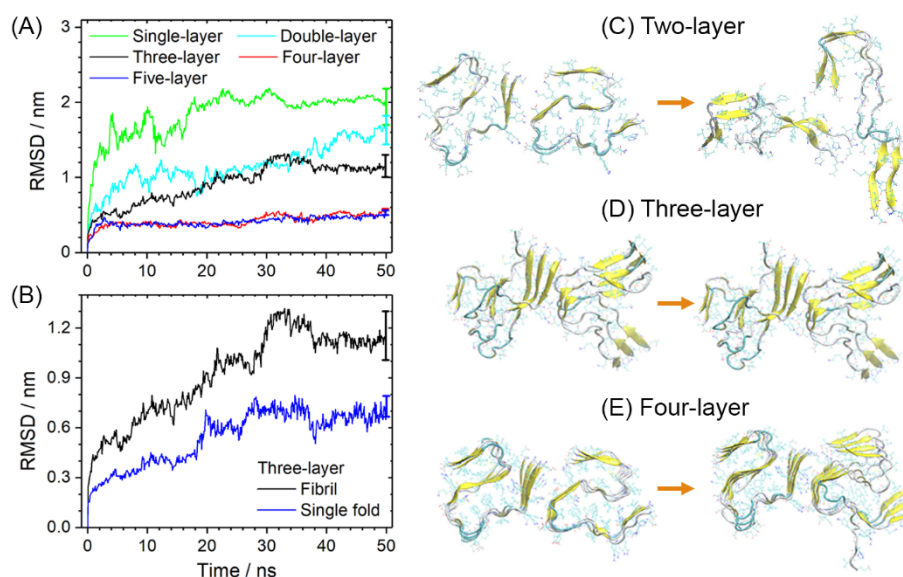 (A)
3
2
1
0
RMSD / nm
Single-layer
Double-layer
Three-layer
Four-layer
Five-layer
0 10 20 30 40 50
(B)
1.2
0.9
0.6
0.3
0.0
RMSD / nm
Three-layer
Fibril
Single fold
0 10 20 30 40 50
Time / ns
(C) Two-layer
(D) Three-layer
(E) Four-layer